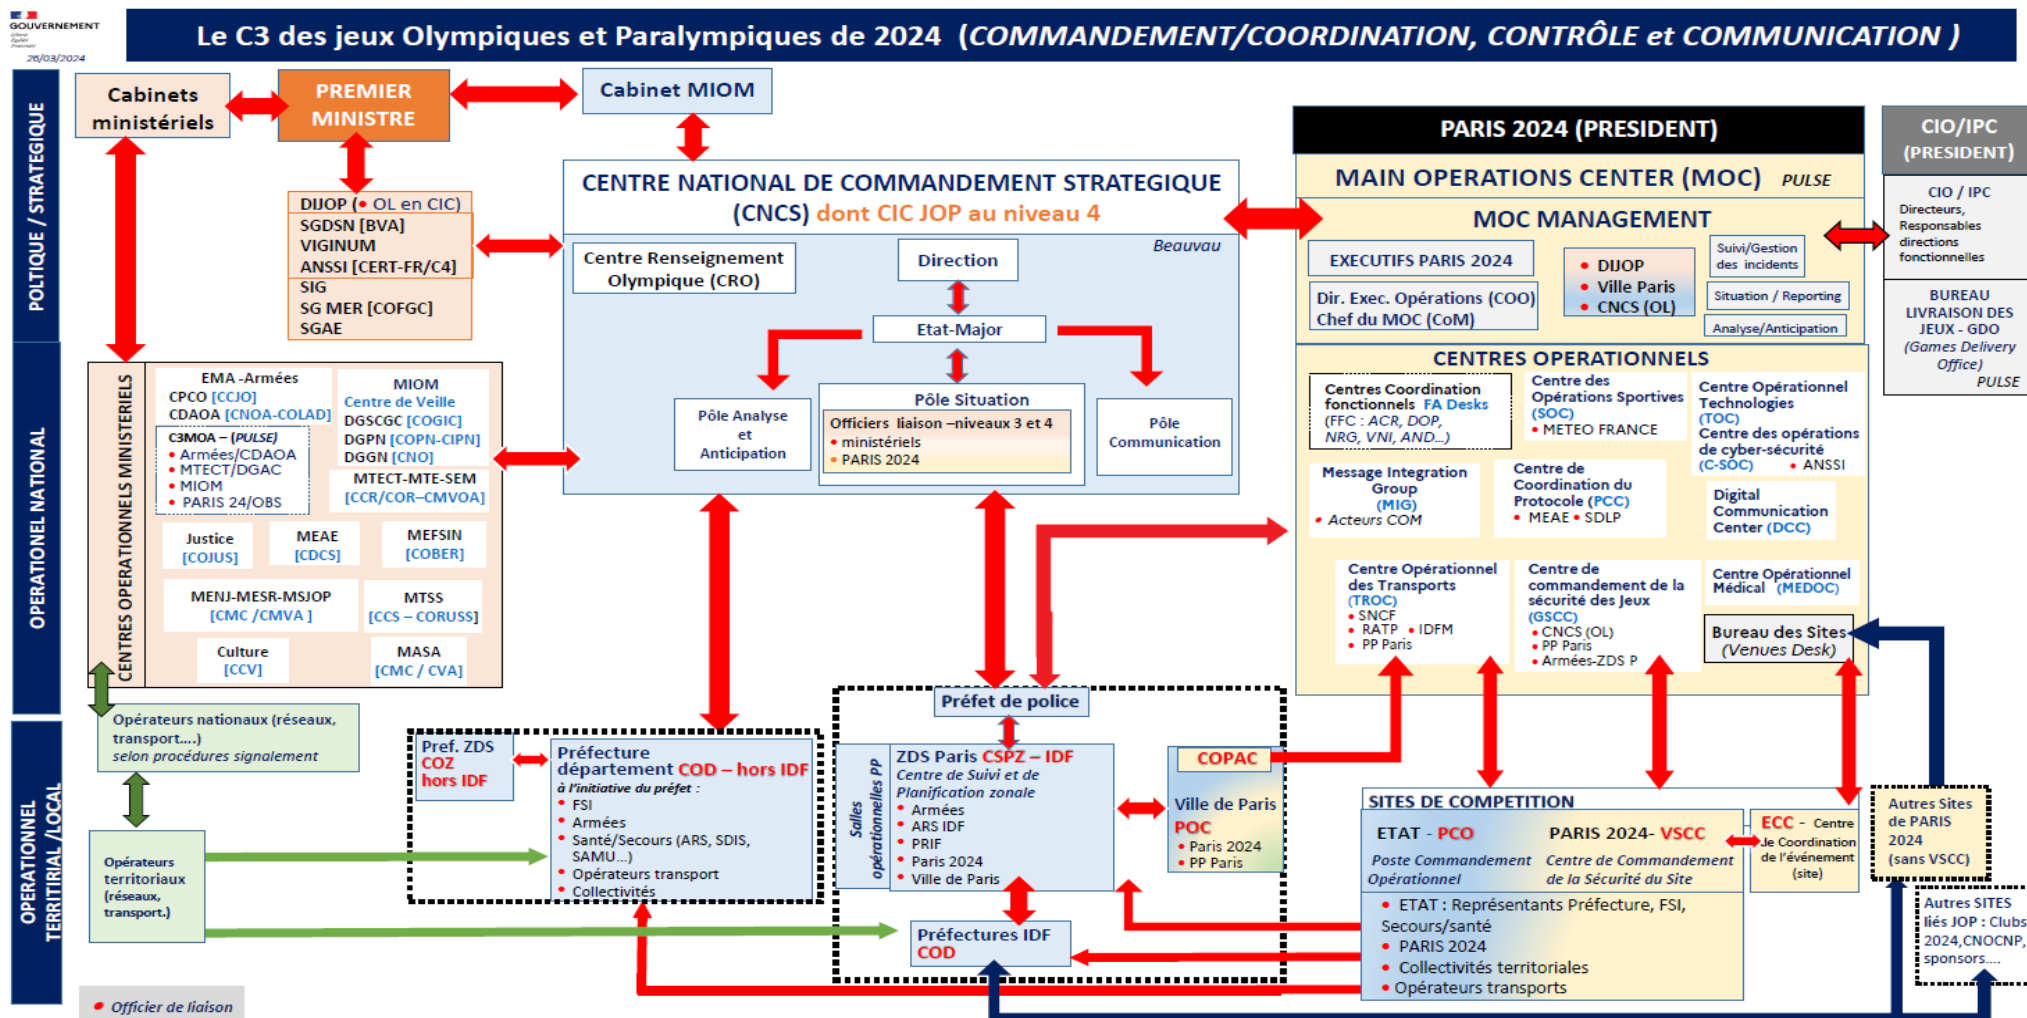 GOUVERNEMENT
Liberté
Égalité
Fraternité
26/03/2024
Le C3 des jeux Olympiques et Paralympiques de 2024 (COMMANDEMENT/COORDINATION, CONTRÔLE et COMMUNICATION )
POLTIQUE / STRATEGIQUE
OPERATIONEL NATIONAL
OPERATIONNEL
TERRITIRIAL /LOCAL
Cabinets
ministériels
PREMIER
MINISTRE
Cabinet MIOM
DIJOP (• OL en CIC)
SGDSN [BVA]
VIGINUM
ANSSI [CERT-FR/C4]
SIG
SG MER [COFGC]
SGAE
CENTRE NATIONAL DE COMMANDEMENT STRATEGIQUE
(CNCS) dont CIC JOP au niveau 4
Beauvau
Centre Renseignement
Olympique (CRO)
Direction
Etat-Major
Pôle Analyse
et
Anticipation
Pôle Situation
Officiers liaison –niveaux 3 et 4
• ministériels
• PARIS 2024
Pôle
Communication
PARIS 2024 (PRESIDENT)
MAIN OPERATIONS CENTER (MOC) PULSE
MOC MANAGEMENT
EXECUTIFS PARIS 2024
Dir. Exec. Opérations (COO)
Chef du MOC (CoM)
• DIJOP
• Ville Paris
• CNCS (OL)
Suivi/Gestion
des incidents
Situation / Reporting
Analyse/Anticipation
CIO/IPC
(PRESIDENT)
CIO / IPC
Directeurs,
Responsables
directions
fonctionnelles
BUREAU
LIVRAISON DES
JEUX - GDO
(Games Delivery
Office)
PULSE
CENTRES OPERATIONNELS
Centres Coordination
fonctionnels FA Desks
(FFC : ACR, DOP,
NRG, VNI, AND...)
Centre des
Opérations Sportives
(SOC)
• METEO FRANCE
Centre Opérationnel
Technologies
(TOC)
Centre des opérations
de cyber-sécurité
(C-SOC) • ANSSI
Message Integration
Group
(MIG)
• Acteurs COM
Centre de
Coordination du
Protocole (PCC)
• MEAE • SDLP
Digital
Communication
Center (DCC)
Centre Opérationnel
des Transports
(TROC)
• SNCF
• RATP • IDFM
• PP Paris
Centre de
commandement de la
sécurité des Jeux
(GSCC)
• CNCS (OL)
• PP Paris
• Armées-ZDS P
Centre Opérationnel
Médical (MEDOC)
Bureau des Sites
(Venues Desk)
CENTRES OPERATIONNELS MINISTERIELS
EMA -Armées
CPCO [CCJO]
CDAOA [CNOA-COLAD]
C3MOA – (PULSE)
• Armées/CDAOA
• MTECT/DGAC
• MIOM
• PARIS 24/OBS
MIOM
Centre de Veille
DGSCGC [COGIC]
DGPN [COPN-CIPN]
DGGN [CNO]
MTECT-MTE-SEM
[CCR/COR–CMVOA]
Justice
[COJUS]
MEAE
[CDCS]
MEFSIN
[COBER]
MENJ-MESR-MSJOP
[CMC /CMVA ]
MTSS
[CCS – CORUSS]
Culture
[CCV]
MASA
[CMC / CVA]
Opérateurs nationaux (réseaux,
transport....)
selon procédures signalement
Opérateurs
territoriaux
(réseaux,
transport.)
• Officier de liaison
Pref. ZDS
COZ
hors IDF
Préfecture
département COD – hors IDF
à l'initiative du préfet :
• FSI
• Armées
• Santé/Secours (ARS, SDIS,
SAMU...)
• Opérateurs transport
• Collectivités
Préfet de police
Salles
opérationnelles PP
ZDS Paris CSPZ – IDF
Centre de Suivi et de
Planification zonale
• Armées
• ARS IDF
• PRIF
• Paris 2024
• Ville de Paris
Préfectures IDF
COD
COPAC
Ville de Paris
POC
• Paris 2024
• PP Paris
SITES DE COMPETITION
ETAT - PCO
Poste Commandement
Opérationnel
PARIS 2024- VSCC
Centre de Commandement
de la Sécurité du Site
• ETAT : Représentants Préfecture, FSI,
Secours/santé
• PARIS 2024
• Collectivités territoriales
• Opérateurs transports
ECC - Centre
de Coordination
de l'événement
(site)
Autres Sites
de PARIS
2024
(sans VSCC)
Autres SITES
liés JOP : Clubs
2024,CNOCNP,
sponsors....